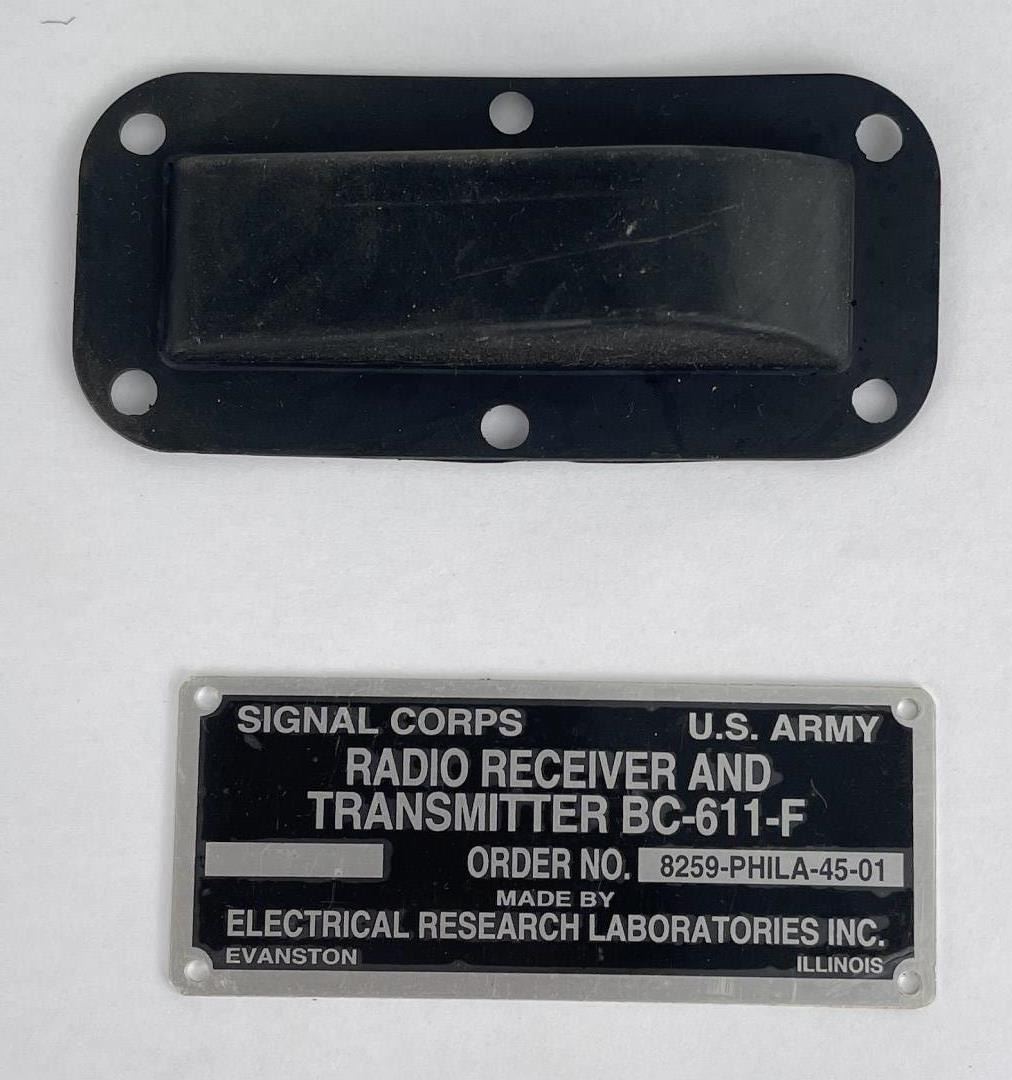 SIGNAL CORPS U.S. ARMY
RADIO RECEIVER AND
TRANSMITTER BC-611-F
ORDER NO. 8259-PHILA-45-01
MADE BY
ELECTRICAL RESEARCH LABORATORIES INC.
EVANSTON ILLINOIS